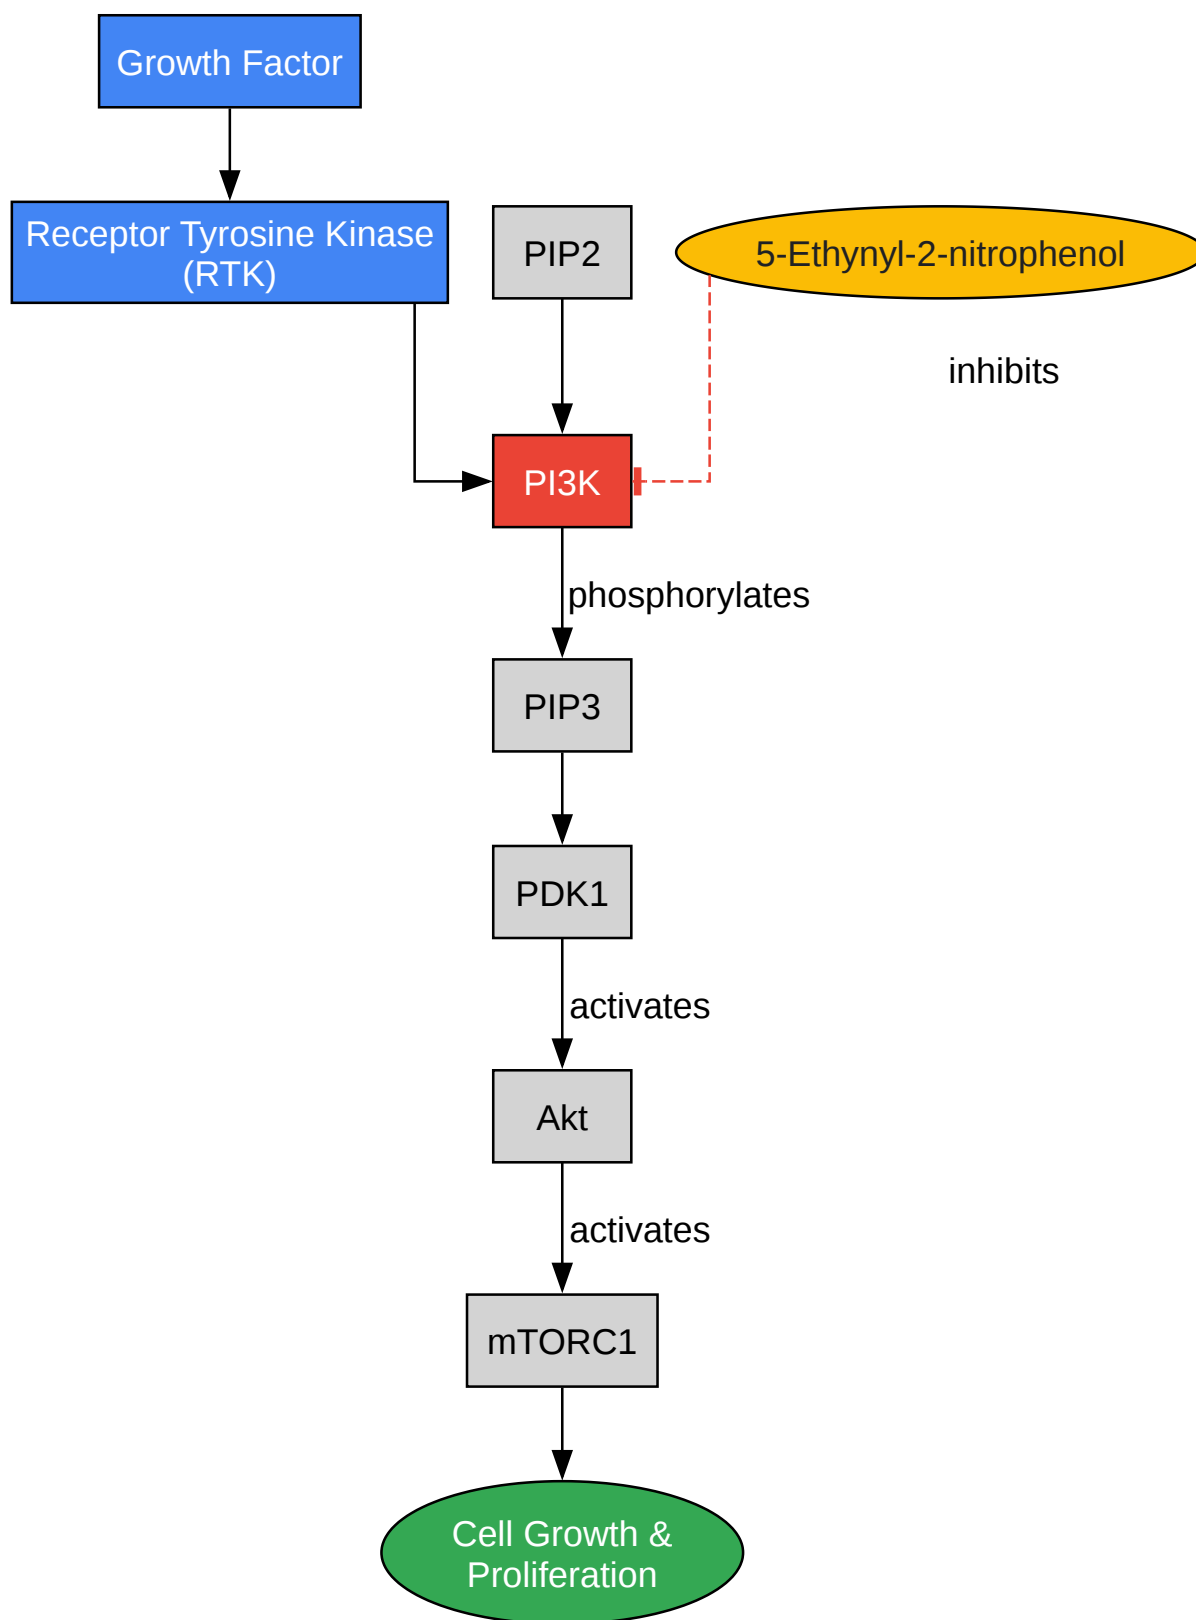 Growth Factor
Receptor Tyrosine Kinase
(RTK)
PIP2
5-Ethynyl-2-nitrophenol
inhibits
PI3K
phosphorylates
PIP3
PDK1
activates
Akt
activates
mTORC1
Cell Growth &
Proliferation